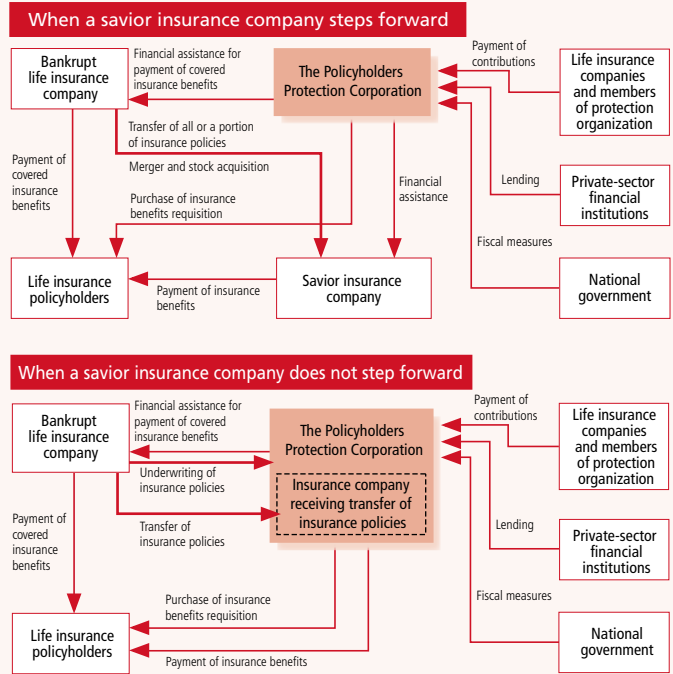 When a savior insurance company steps forward
Bankrupt
life insurance
company
Financial assistance for
payment of covered
insurance benefits
The Policyholders
Protection Corporation
Payment of
contributions
Life insurance
companies
and members
of protection
organization
Transfer of all or a portion
of insurance policies
Merger and stock acquisition
Payment of
covered
insurance
benefits
Purchase of insurance
benefits requisition
Financial
assistance
Lending
Private-sector
financial
institutions
Fiscal measures
Life insurance
policyholders
Payment of insurance
benefits
Savior insurance
company
National
government
When a savior insurance company does not step forward
Bankrupt
life insurance
company
Financial assistance for
payment of covered
insurance benefits
The Policyholders
Protection Corporation
Payment of
contributions
Life insurance
companies
and members
of protection
organization
Underwriting of
insurance policies
Insurance company
receiving transfer of
insurance policies
Payment of
covered
insurance
benefits
Transfer of
insurance policies
Lending
Private-sector
financial
institutions
Purchase of insurance
benefits requisition
Fiscal measures
Life insurance
policyholders
Payment of insurance benefits
National
government